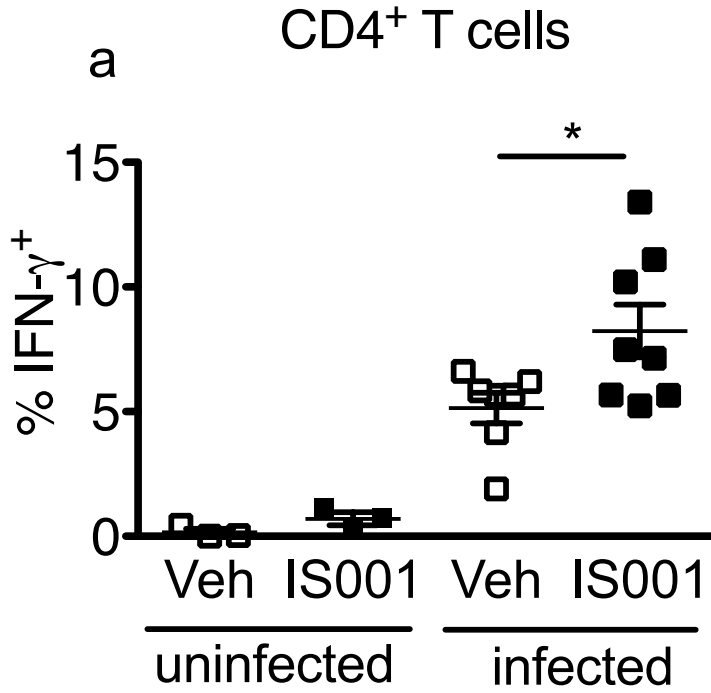 CD4⁺ T cells
a
*
% IFN-γ⁺
15
10
5
0
Veh IS001 Veh IS001
uninfected infected